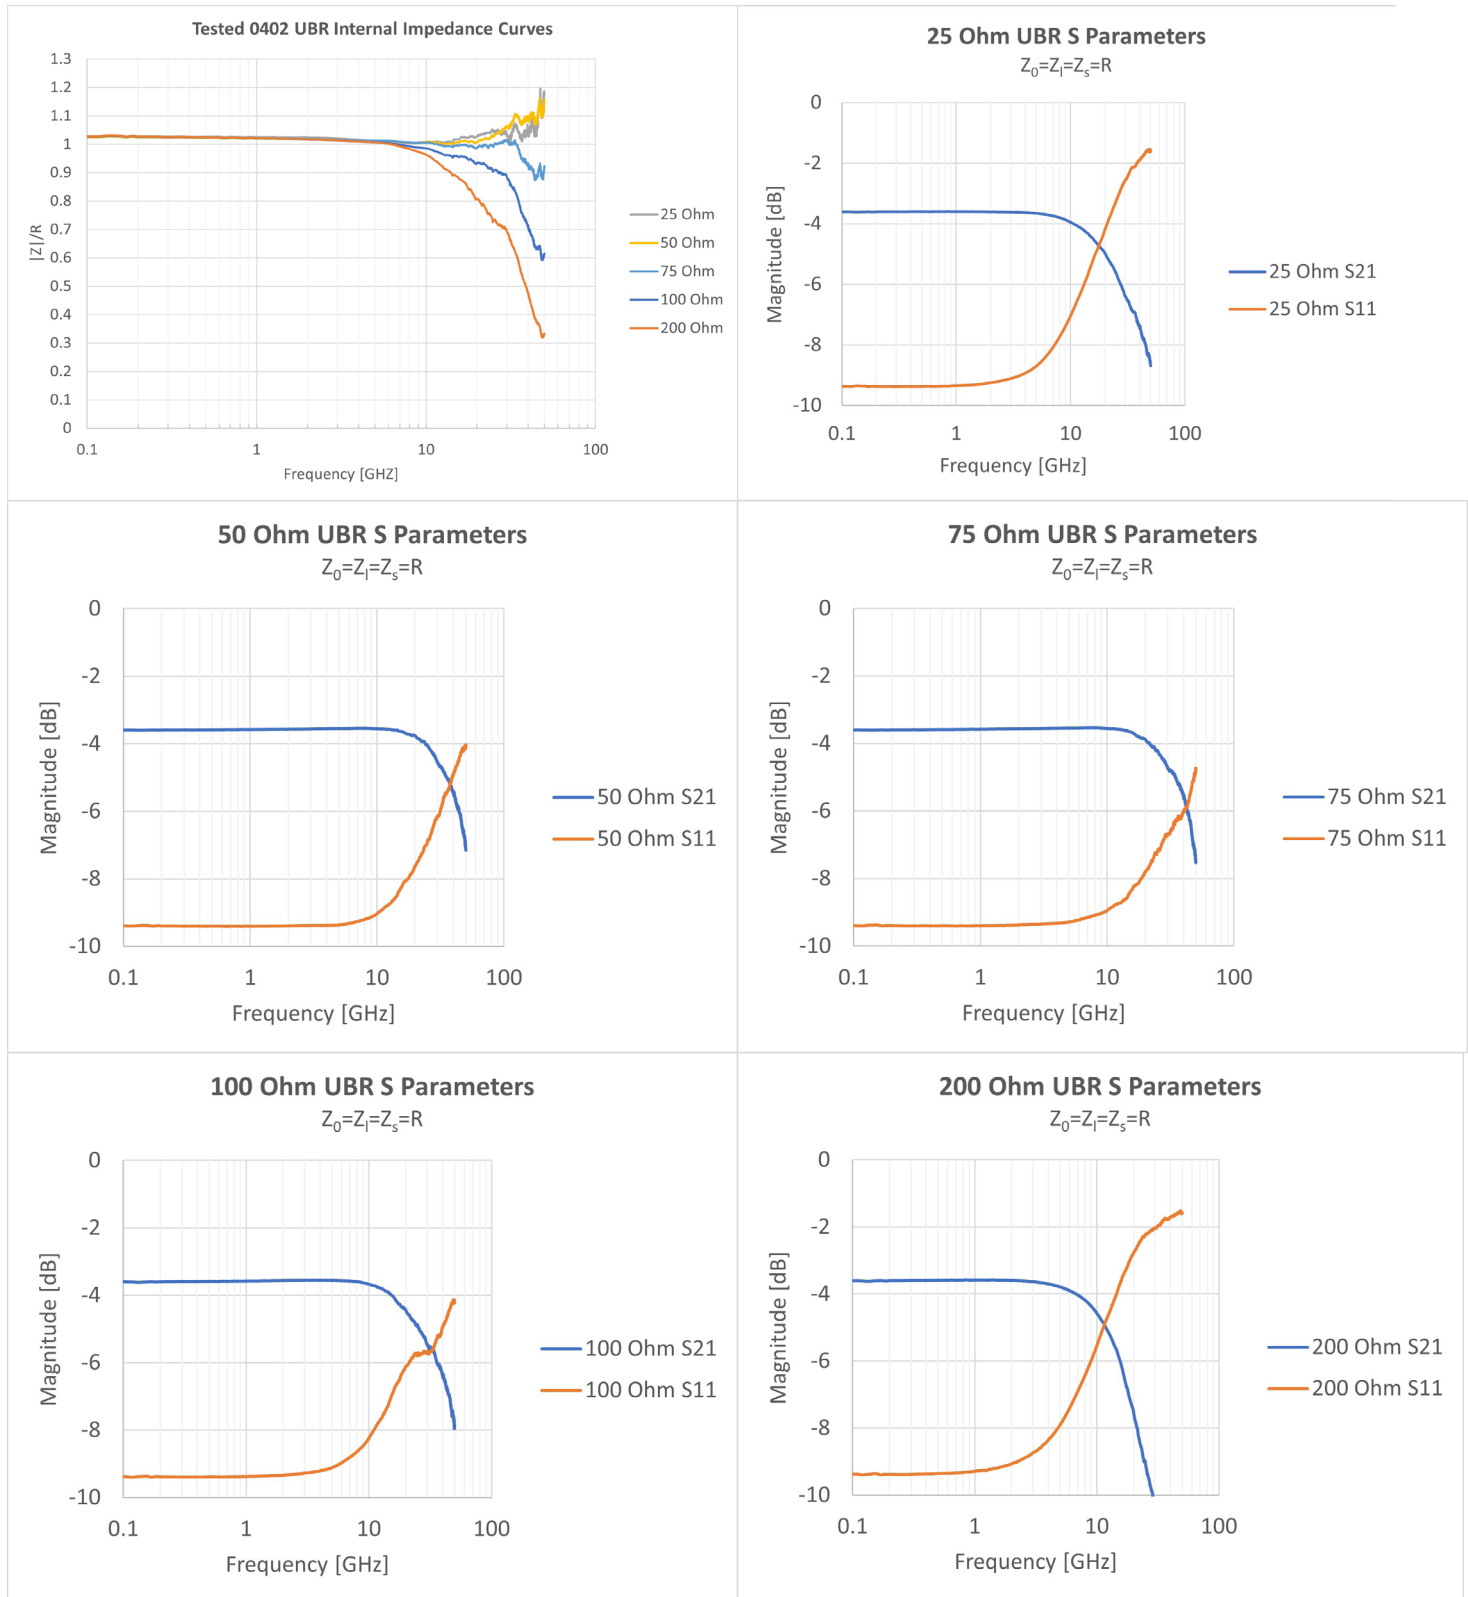 Tested 0402 UBR Internal Impedance Curves
1.3
1.2
1.1
1
0.9
0.8
0.7
0.6
0.5
0.4
0.3
0.2
0.1
0
|Z|/R
0.1 1 10 100
Frequency [GHZ]
25 Ohm
50 Ohm
75 Ohm
100 Ohm
200 Ohm
25 Ohm UBR S Parameters
Z0=Zl=Zs=R
0
-2
-4
-6
-8
-10
Magnitude [dB]
0.1 1 10 100
Frequency [GHz]
25 Ohm S21
25 Ohm S11
50 Ohm UBR S Parameters
Z0=Zl=Zs=R
0
-2
-4
-6
-8
-10
Magnitude [dB]
0.1 1 10 100
Frequency [GHz]
50 Ohm S21
50 Ohm S11
75 Ohm UBR S Parameters
Z0=Zl=Zs=R
0
-2
-4
-6
-8
-10
Magnitude [dB]
0.1 1 10 100
Frequency [GHz]
75 Ohm S21
75 Ohm S11
100 Ohm UBR S Parameters
Z0=Zl=Zs=R
0
-2
-4
-6
-8
-10
Magnitude [dB]
0.1 1 10 100
Frequency [GHz]
100 Ohm S21
100 Ohm S11
200 Ohm UBR S Parameters
Z0=Zl=Zs=R
0
-2
-4
-6
-8
-10
Magnitude [dB]
0.1 1 10 100
Frequency [GHz]
200 Ohm S21
200 Ohm S11